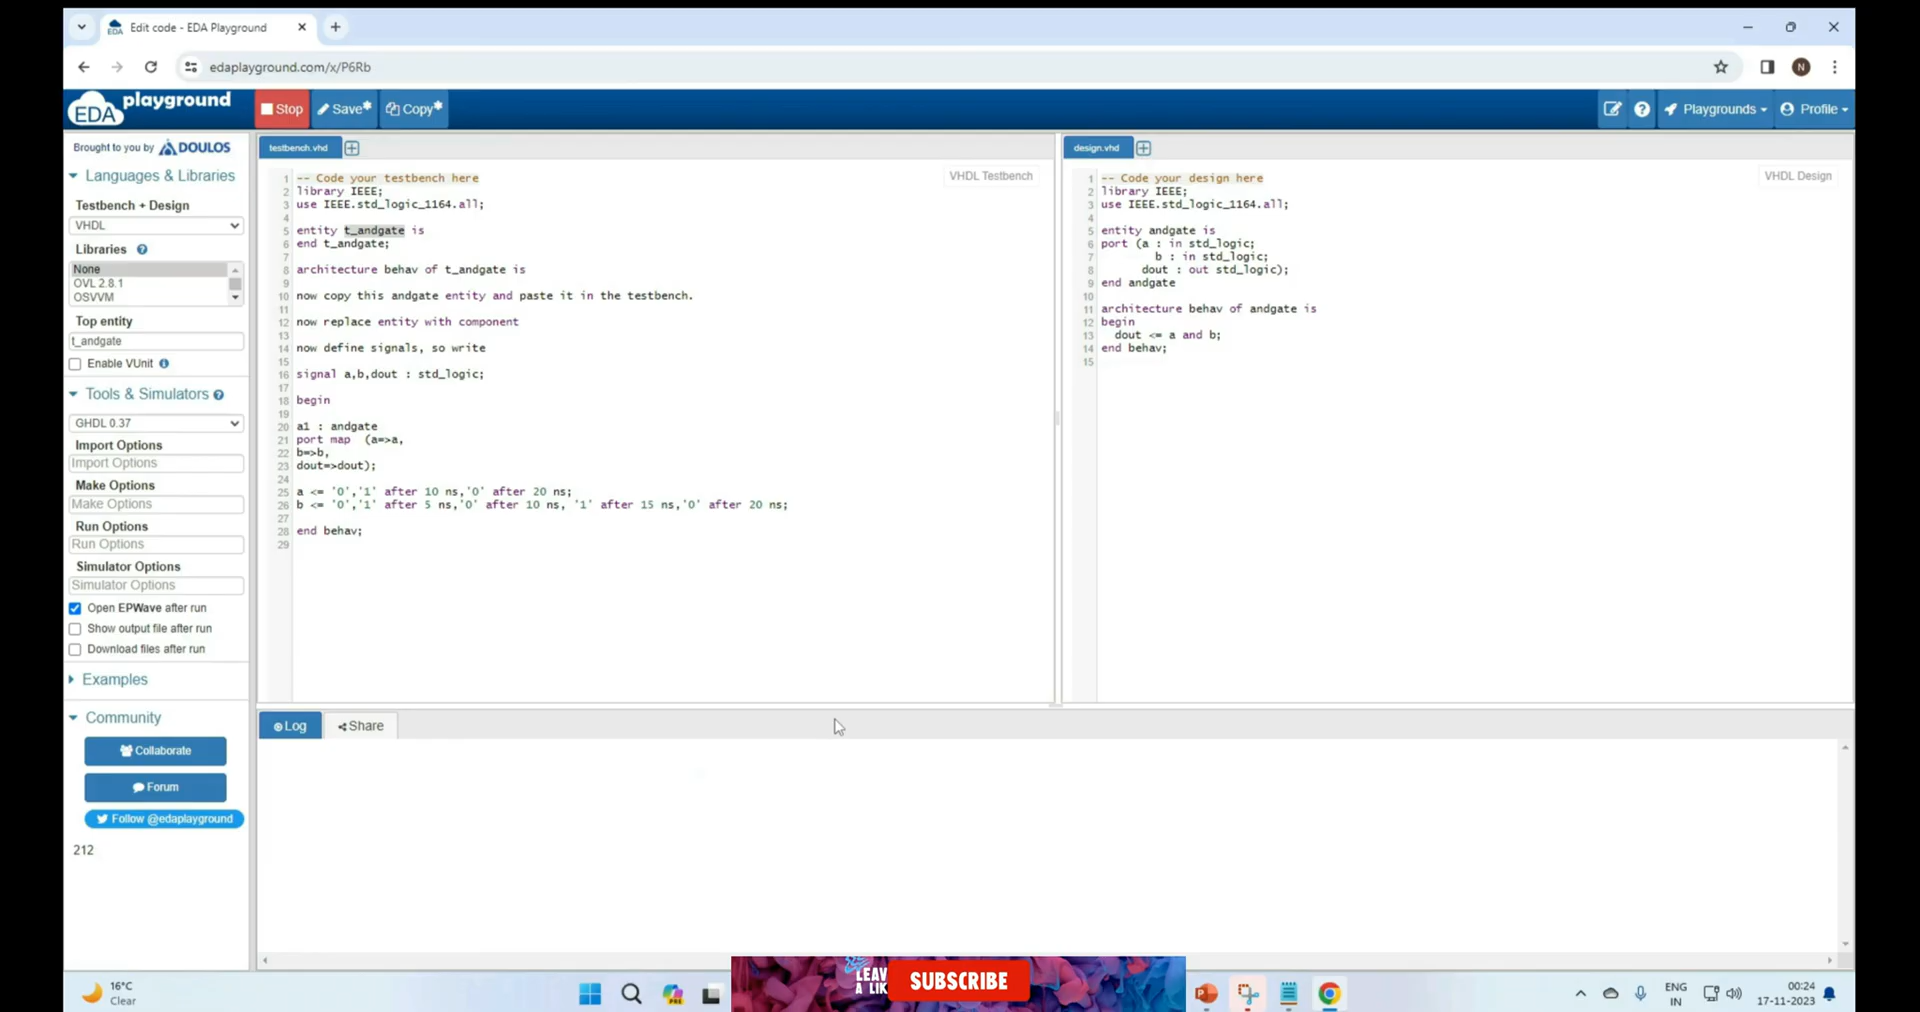 Edit code - EDA Playground
edaplayground.com/x/P6Rb
N
EDA playground
Stop
Save*
Copy*
Playgrounds
Profile
Brought to you by DOULOS
Languages & Libraries
Testbench + Design
VHDL
Libraries
None
OVL 2.8.1
OSVVM
Top entity
t_andgate
Enable VUnit
Tools & Simulators
GHDL 0.37
Import Options
Import Options
Make Options
Make Options
Run Options
Run Options
Simulator Options
Simulator Options
Open EPWave after run
Show output file after run
Download files after run
Examples
Community
Collaborate
Forum
Follow @edaplayground
212
testbench.vhd
VHDL Testbench
1 -- Code your testbench here
2 library IEEE;
3 use IEEE.std_logic_1164.all;
4
5 entity t_andgate is
6 end t_andgate;
7
8 architecture behav of t_andgate is
9
10 now copy this andgate entity and paste it in the testbench.
11
12 now replace entity with component
13
14 now define signals, so write
15
16 signal a,b,dout : std_logic;
17
18 begin
19
20 a1 : andgate
21 port map (a=>a,
22 b=>b,
23 dout=>dout);
24
25 a <= '0','1' after 10 ns,'0' after 20 ns;
26 b <= '0','1' after 5 ns,'0' after 10 ns, '1' after 15 ns,'0' after 20 ns;
27
28 end behav;
29
design.vhd
VHDL Design
1 -- Code your design here
2 library IEEE;
3 use IEEE.std_logic_1164.all;
4
5 entity andgate is
6 port (a : in std_logic;
7 b : in std_logic;
8 dout : out std_logic);
9 end andgate
10
11 architecture behav of andgate is
12 begin
13 dout <= a and b;
14 end behav;
15
Log
Share
16°C
Clear
LEAV
A LIK
SUBSCRIBE
ENG
IN
00:24
17-11-2023